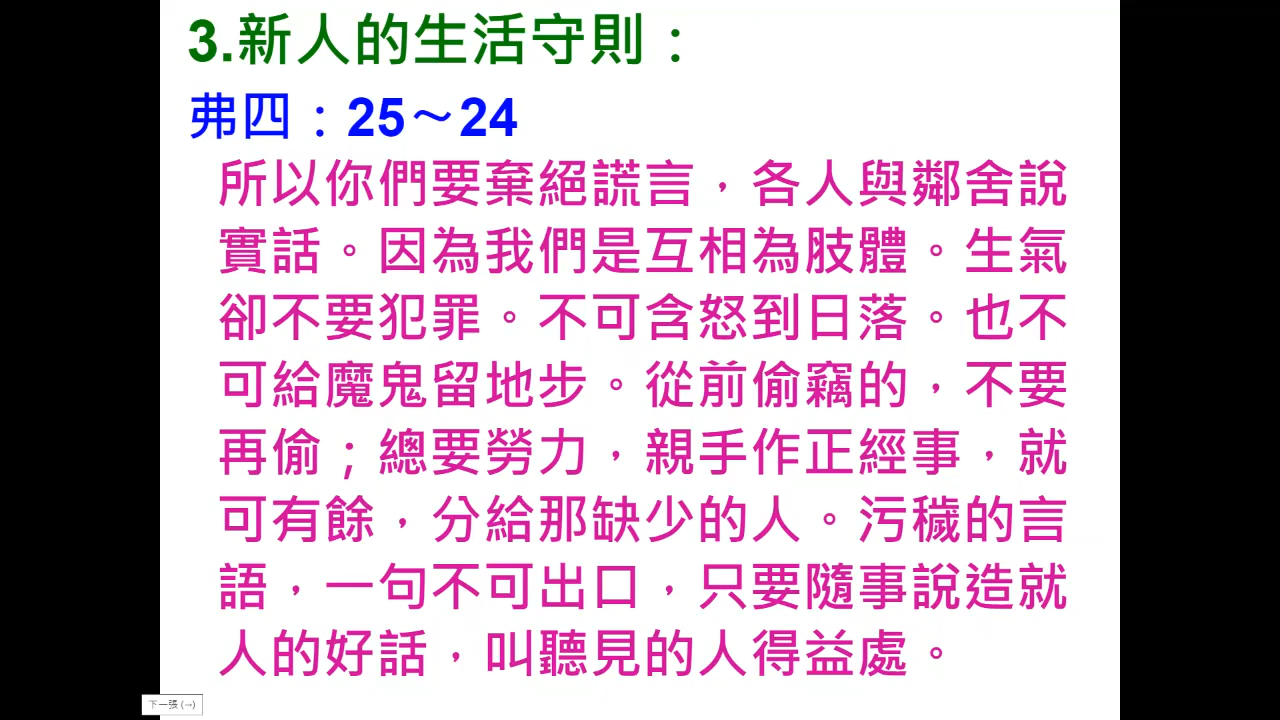 3.新人的生活守則：
弗四：25～24
所以你們要棄絕謊言，各人與鄰舍說
實話。因為我們是互相為肢體。生氣
卻不要犯罪。不可含怒到日落。也不
可給魔鬼留地步。從前偷竊的，不要
再偷；總要勞力，親手作正經事，就
可有餘，分給那缺少的人。污穢的言
語，一句不可出口，只要隨事說造就
人的好話，叫聽見的人得益處。
下一張 (→)